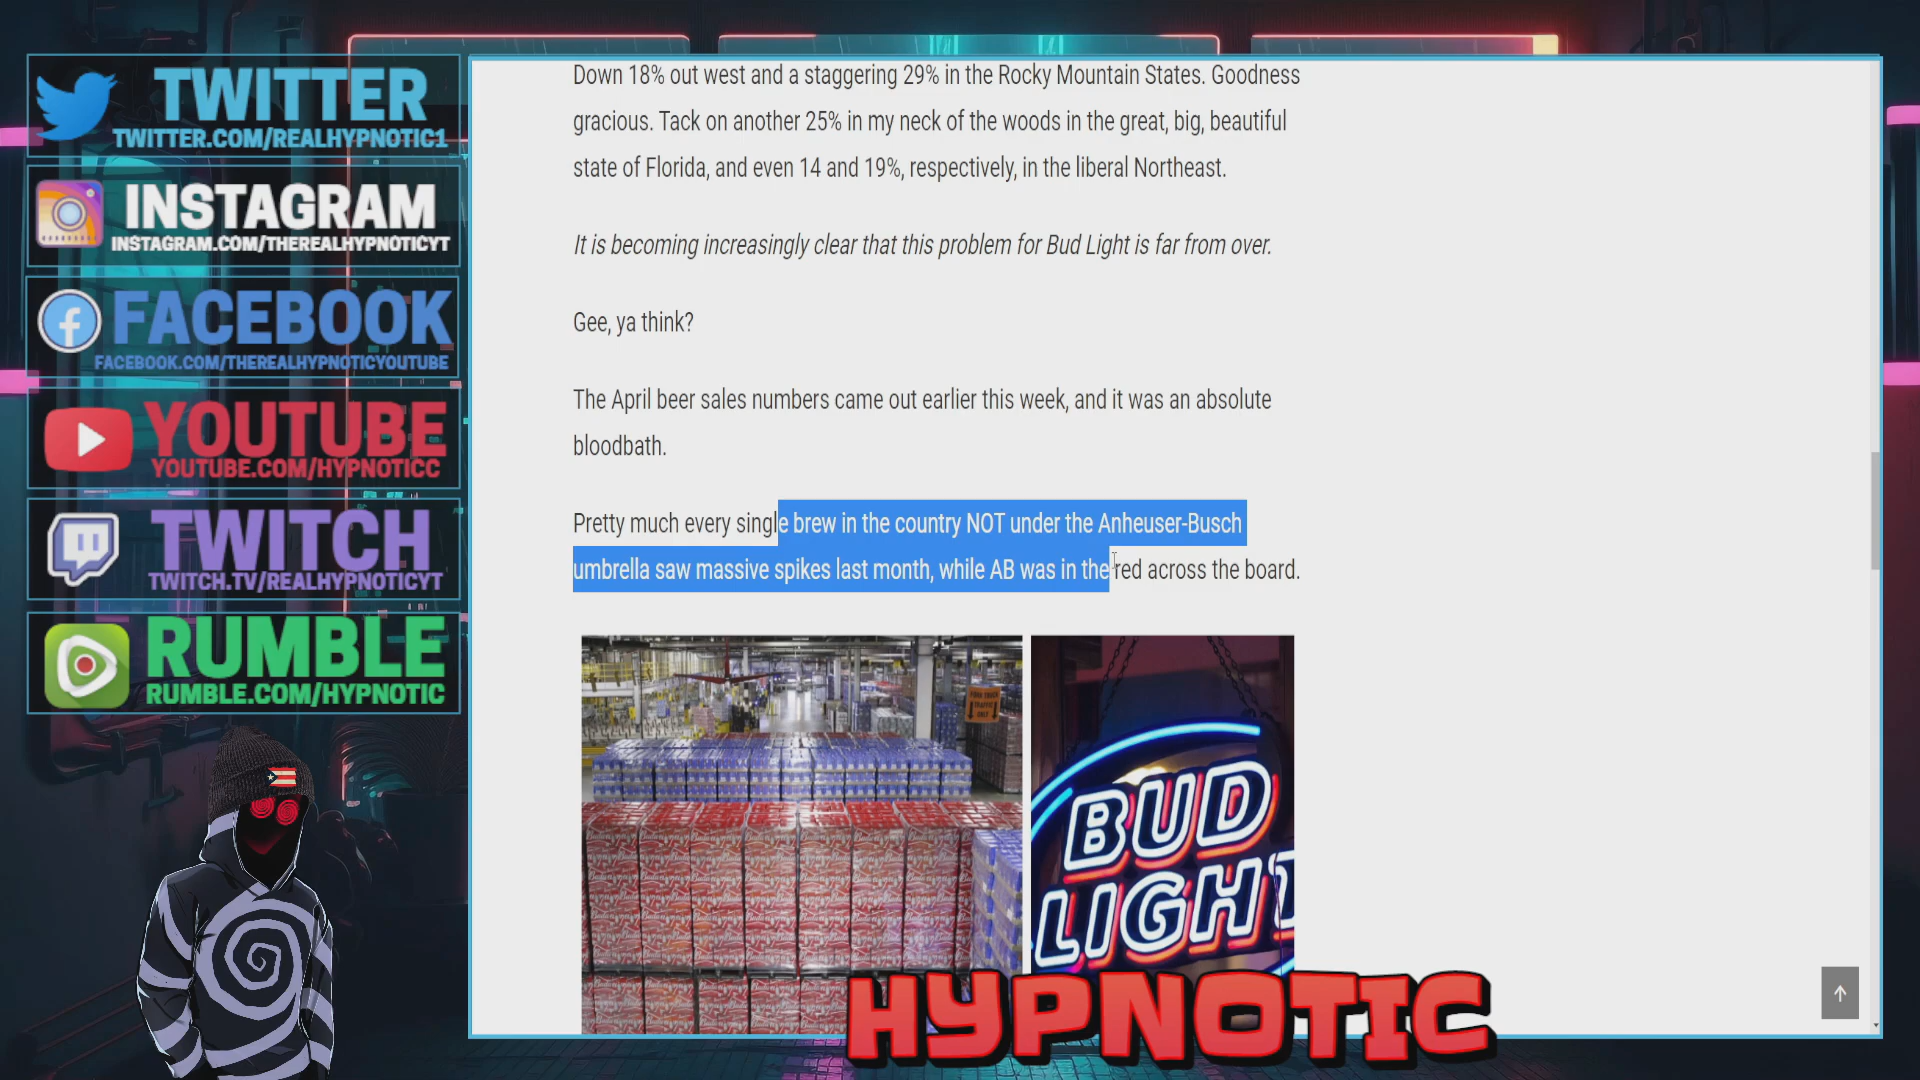 TWITTER
TWITTER.COM/REALHYPNOTIC1
INSTAGRAM
INSTAGRAM.COM/THEREALHYPNOTICYT
FACEBOOK
FACEBOOK.COM/THEREALHYPNOTICYOUTUBE
YOUTUBE
YOUTUBE.COM/HYPNOTICC
TWITCH
TWITCH.TV/REALHYPNOTICYT
RUMBLE
RUMBLE.COM/HYPNOTIC
Down 18% out west and a staggering 29% in the Rocky Mountain States. Goodness
gracious. Tack on another 25% in my neck of the woods in the great, big, beautiful
state of Florida, and even 14 and 19%, respectively, in the liberal Northeast.
It is becoming increasingly clear that this problem for Bud Light is far from over.
Gee, ya think?
The April beer sales numbers came out earlier this week, and it was an absolute
bloodbath.
Pretty much every single brew in the country NOT under the Anheuser-Busch
umbrella saw massive spikes last month, while AB was in the red across the board.
BUD
LIGHT
HYPNOTIC